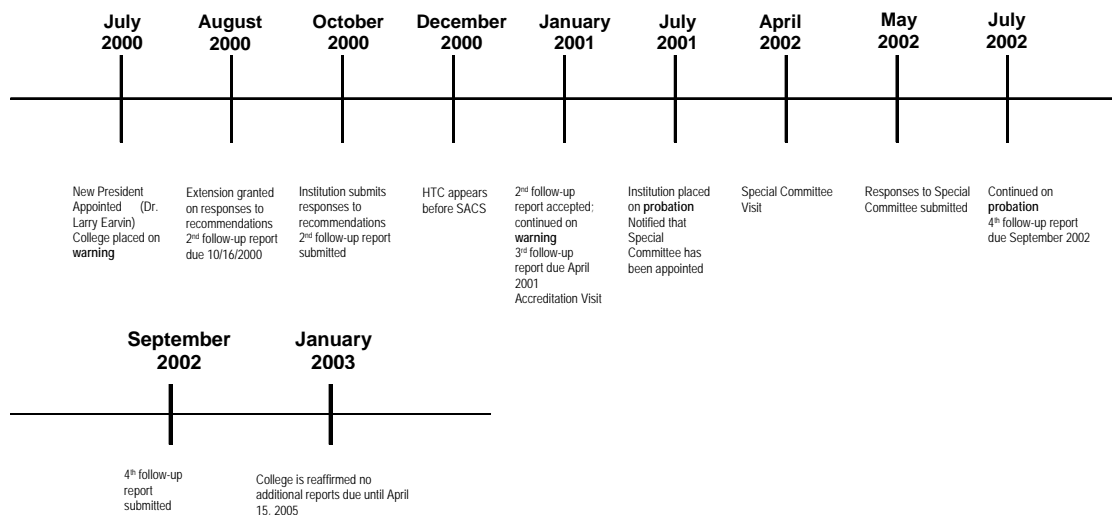 July
2000
August
2000
October
2000
December
2000
January
2001
July
2001
April
2002
May
2002
July
2002
New President
Appointed (Dr.
Larry Earvin)
College placed on
warning
Extension granted
on responses to
recommendations
2nd follow-up report
due 10/16/2000
Institution submits
responses to
recommendations
2nd follow-up report
submitted
HTC appears
before SACS
2nd follow-up
report accepted;
continued on
warning
3rd follow-up
report due April
2001
Accreditation Visit
Institution placed
on probation
Notified that
Special
Committee has
been appointed
Special Committee
Visit
Responses to Special
Committee submitted
Continued on
probation
4th follow-up report
due September 2002
September
2002
January
2003
4th follow-up
report
submitted
College is reaffirmed no
additional reports due until April
15, 2005